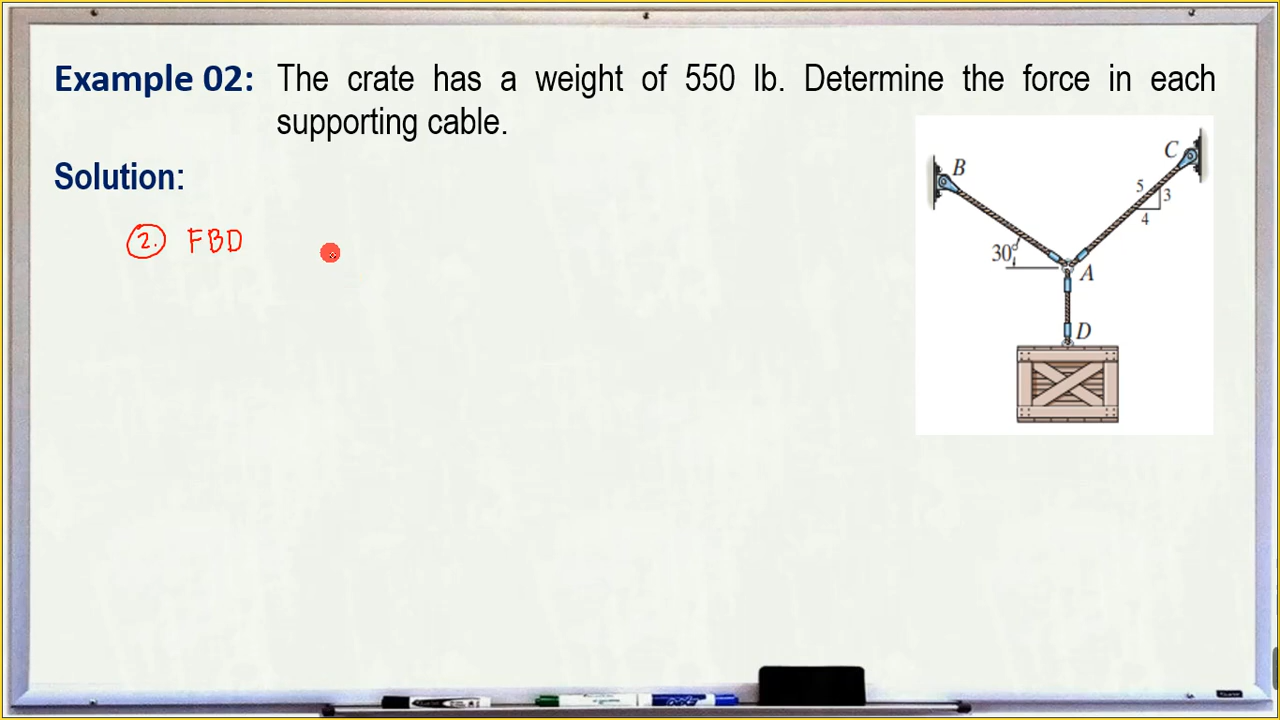 Example 02: The crate has a weight of 550 lb. Determine the force in each
supporting cable.
Solution:
2. FBD
B
C
5
3
4
30°
A
D